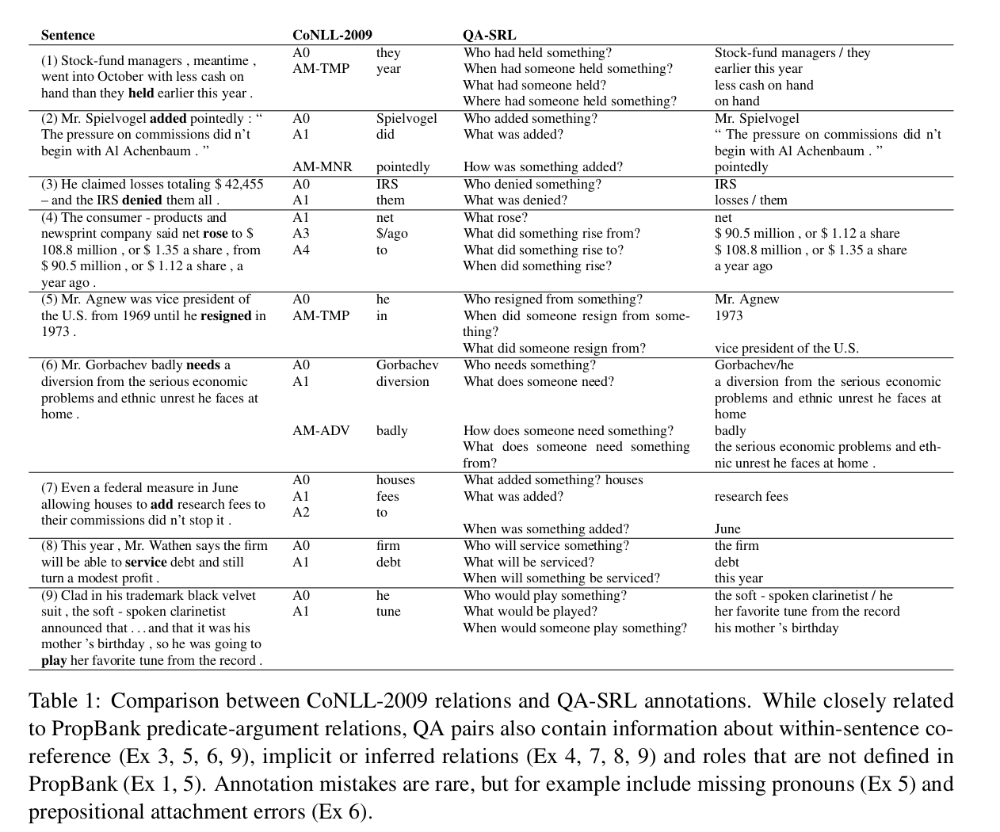 Sentence CoNLL-2009 QA-SRL
(1) Stock-fund managers , meantime ,
went into October with less cash on
hand than they held earlier this year .
A0 they Who had held something? Stock-fund managers / they
AM-TMP year When had someone held something? earlier this year
What had someone held? less cash on hand
Where had someone held something? on hand
(2) Mr. Spielvogel added pointedly : “
The pressure on commissions did n’t
begin with Al Achenbaum . ”
A0 Spielvogel Who added something? Mr. Spielvogel
A1 did What was added? “ The pressure on commissions did n’t
begin with Al Achenbaum . ”
AM-MNR pointedly How was something added? pointedly
(3) He claimed losses totaling $ 42,455
– and the IRS denied them all .
A0 IRS Who denied something? IRS
A1 them What was denied? losses / them
(4) The consumer - products and
newsprint company said net rose to $
108.8 million , or $ 1.35 a share , from
$ 90.5 million , or $ 1.12 a share , a
year ago .
A1 net What rose? net
A3 $/ago What did something rise from? $ 90.5 million , or $ 1.12 a share
A4 to What did something rise to? $ 108.8 million , or $ 1.35 a share
When did something rise? a year ago
(5) Mr. Agnew was vice president of
the U.S. from 1969 until he resigned in
1973 .
A0 he Who resigned from something? Mr. Agnew
AM-TMP in When did someone resign from some- 1973
thing?
What did someone resign from? vice president of the U.S.
(6) Mr. Gorbachev badly needs a
diversion from the serious economic
problems and ethnic unrest he faces at
home .
A0 Gorbachev Who needs something? Gorbachev/he
A1 diversion What does someone need? a diversion from the serious economic
problems and ethnic unrest he faces at
home
AM-ADV badly How does someone need something? badly
What does someone need something the serious economic problems and eth-
from? nic unrest he faces at home .
(7) Even a federal measure in June
allowing houses to add research fees to
their commissions did n’t stop it .
A0 houses What added something? houses
A1 fees What was added? research fees
A2 to
When was something added? June
(8) This year , Mr. Wathen says the firm
will be able to service debt and still
turn a modest profit .
A0 firm Who will service something? the firm
A1 debt What will be serviced? debt
When will something be serviced? this year
(9) Clad in his trademark black velvet
suit , the soft - spoken clarinetist
announced that . . . and that it was his
mother ’s birthday , so he was going to
play her favorite tune from the record .
A0 he Who would play something? the soft - spoken clarinetist / he
A1 tune What would be played? her favorite tune from the record
When would someone play something? his mother ’s birthday
Table 1: Comparison between CoNLL-2009 relations and QA-SRL annotations. While closely related
to PropBank predicate-argument relations, QA pairs also contain information about within-sentence co-
reference (Ex 3, 5, 6, 9), implicit or inferred relations (Ex 4, 7, 8, 9) and roles that are not defined in
PropBank (Ex 1, 5). Annotation mistakes are rare, but for example include missing pronouns (Ex 5) and
prepositional attachment errors (Ex 6).